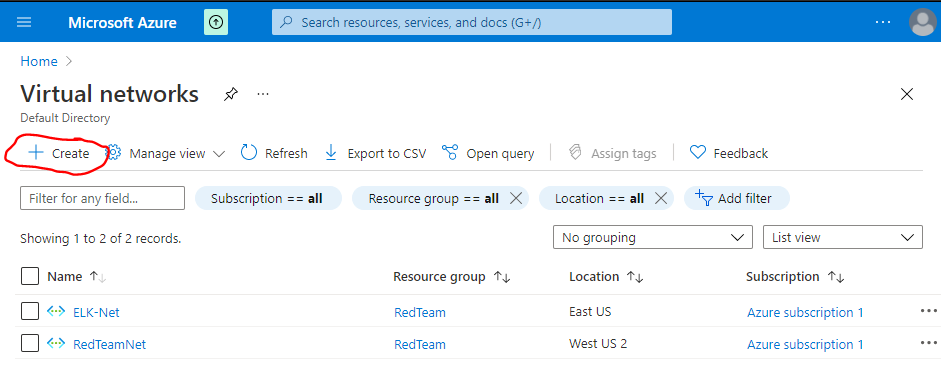 Microsoft Azure Search resources, services, and docs (G+/) ...
Home >
Virtual networks ...
Default Directory
+ Create Manage view Refresh Export to CSV Open query Assign tags Feedback
Filter for any field... Subscription == all Resource group == all Location == all Add filter
Showing 1 to 2 of 2 records.
No grouping List view
Name ↑↓ Resource group ↑↓ Location ↑↓ Subscription ↑↓
ELK-Net RedTeam East US Azure subscription 1 ...
RedTeamNet RedTeam West US 2 Azure subscription 1 ...